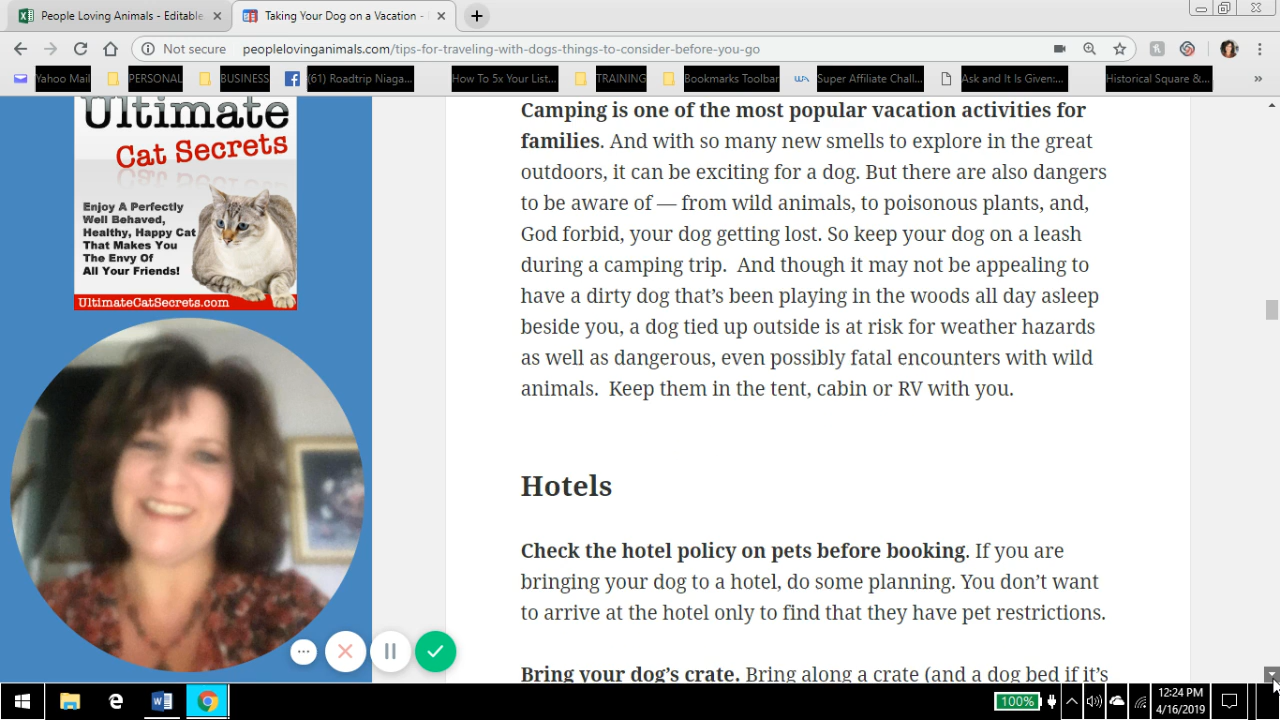 People Loving Animals - Editable
Taking Your Dog on a Vacation -
Not secure
peoplelovinganimals.com/tips-for-traveling-with-dogs-things-to-consider-before-you-go
Yahoo Mail
PERSONAL
BUSINESS
(61) Roadtrip Niaga...
How To 5x Your List...
TRAINING
Bookmarks Toolbar
Super Affiliate Chall...
Ask and It Is Given:...
Historical Square &...
»
Ultimate
Cat Secrets
Enjoy A Perfectly
Well Behaved,
Healthy, Happy Cat
That Makes You
The Envy Of
All Your Friends!
UltimateCatSecrets.com
Camping is one of the most popular vacation activities for
families. And with so many new smells to explore in the great
outdoors, it can be exciting for a dog. But there are also dangers
to be aware of — from wild animals, to poisonous plants, and,
God forbid, your dog getting lost. So keep your dog on a leash
during a camping trip.  And though it may not be appealing to
have a dirty dog that’s been playing in the woods all day asleep
beside you, a dog tied up outside is at risk for weather hazards
as well as dangerous, even possibly fatal encounters with wild
animals.  Keep them in the tent, cabin or RV with you.
Hotels
Check the hotel policy on pets before booking. If you are
bringing your dog to a hotel, do some planning. You don’t want
to arrive at the hotel only to find that they have pet restrictions.
Bring your dog’s crate. Bring along a crate (and a dog bed if it’s
100%
12:24 PM
4/16/2019